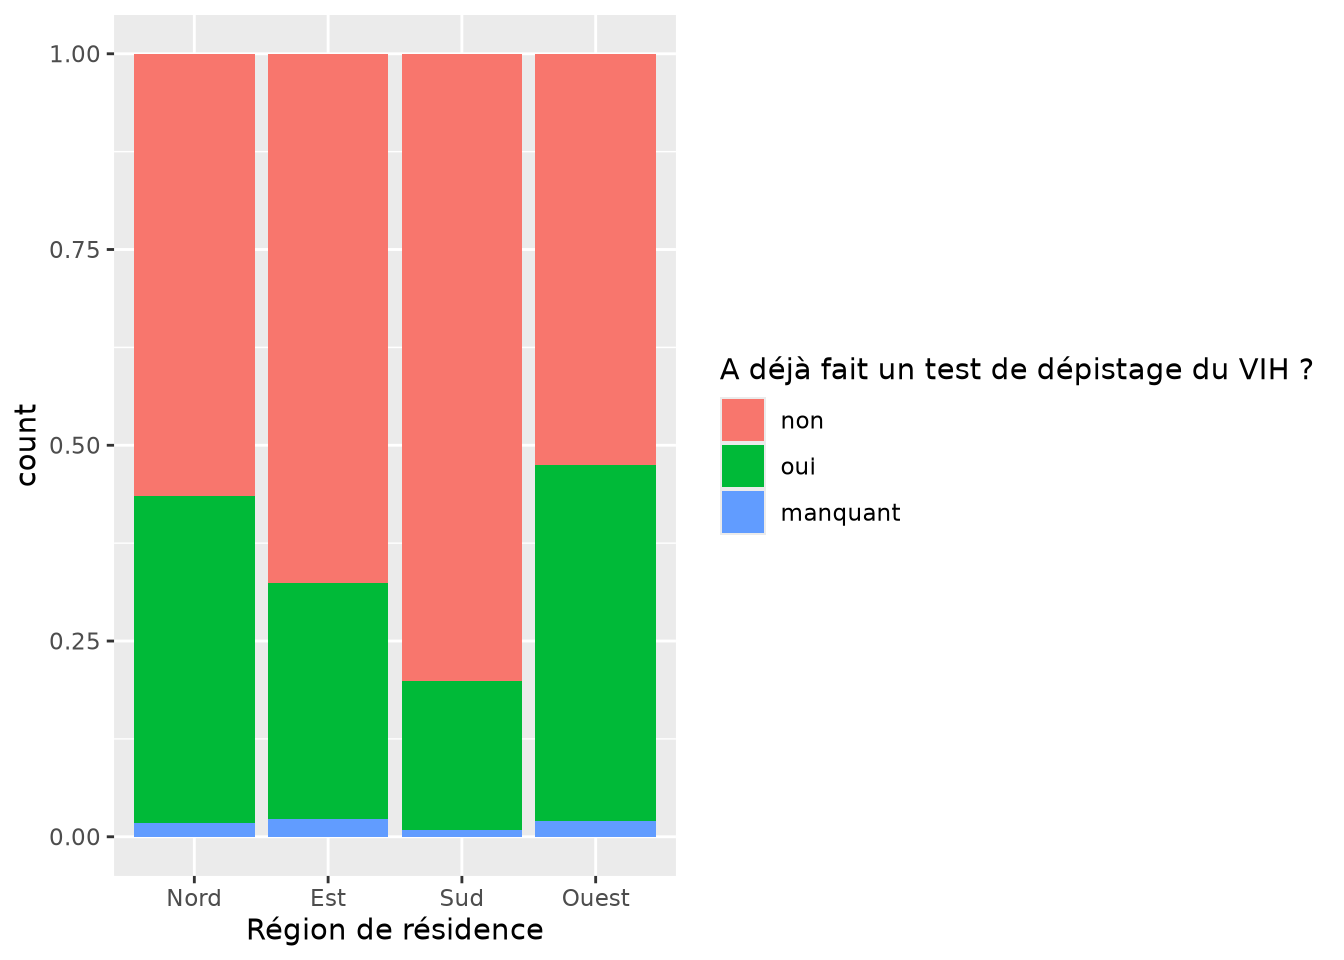 1.00
0.75
0.50
0.25
0.00
count
Nord Est Sud Ouest
Région de résidence
A déjà fait un test de dépistage du VIH ?
non
oui
manquant